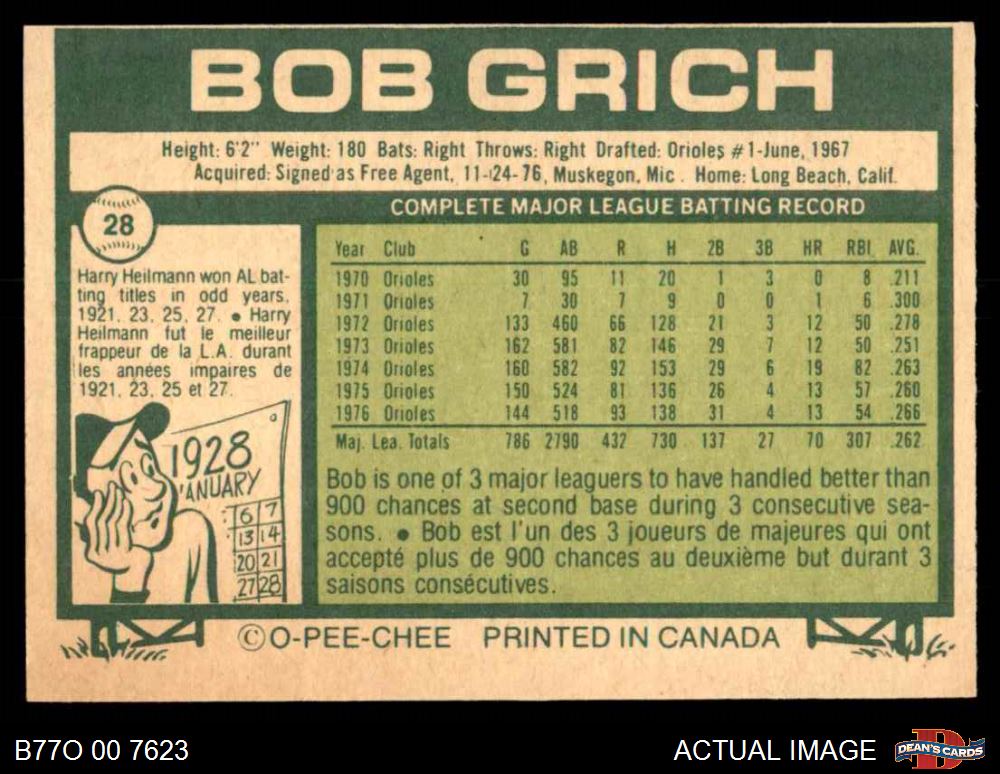 BOB GRICH
Height: 6'2" Weight: 180 Bats: Right Throws: Right Drafted: Orioles #1-June, 1967
Acquired: Signed as Free Agent, 11-24-76, Muskegon, Mic. Home: Long Beach, Calif.
28
Harry Heilmann won AL bat-
ting titles in odd years,
1921, 23, 25, 27. • Harry
Heilmann fut le meilleur
frappeur de la L.A. durant
les années impaires de
1921, 23, 25 et 27.
1928
ANUARY
6 7
13 14
20 21
27 28
COMPLETE MAJOR LEAGUE BATTING RECORD
Year Club G AB R H 2B 3B HR RBI AVG.
1970 Orioles 30 95 11 20 1 3 0 8 .211
1971 Orioles 7 30 7 9 0 0 1 6 .300
1972 Orioles 133 460 66 128 21 3 12 50 .278
1973 Orioles 162 581 82 146 29 7 12 50 .251
1974 Orioles 160 582 92 153 29 6 19 82 .263
1975 Orioles 150 524 81 136 26 4 13 57 .260
1976 Orioles 144 518 93 138 31 4 13 54 .266
Maj. Lea. Totals 786 2790 432 730 137 27 70 307 .262
Bob is one of 3 major leaguers to have handled better than
900 chances at second base during 3 consecutive sea-
sons. • Bob est l'un des 3 joueurs de majeures qui ont
accepté plus de 900 chances au deuxième but durant 3
saisons consécutives.
© O-PEE-CHEE PRINTED IN CANADA
B77O 00 7623
ACTUAL IMAGE
DEAN'S CARDS